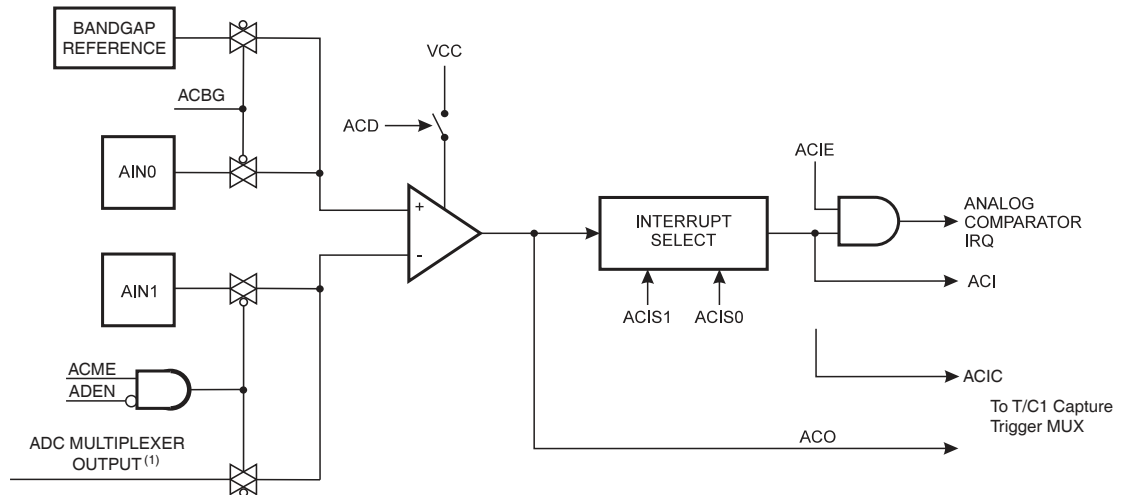 BANDGAP
REFERENCE
VCC
ACBG
ACD
AIN0
ACIE
+
INTERRUPT
SELECT
ANALOG
COMPARATOR
IRQ
-
AIN1
ACI
ACIS1
ACIS0
ACME
ADEN
ACIC
To T/C1 Capture
Trigger MUX
ACO
ADC MULTIPLEXER
OUTPUT (1)